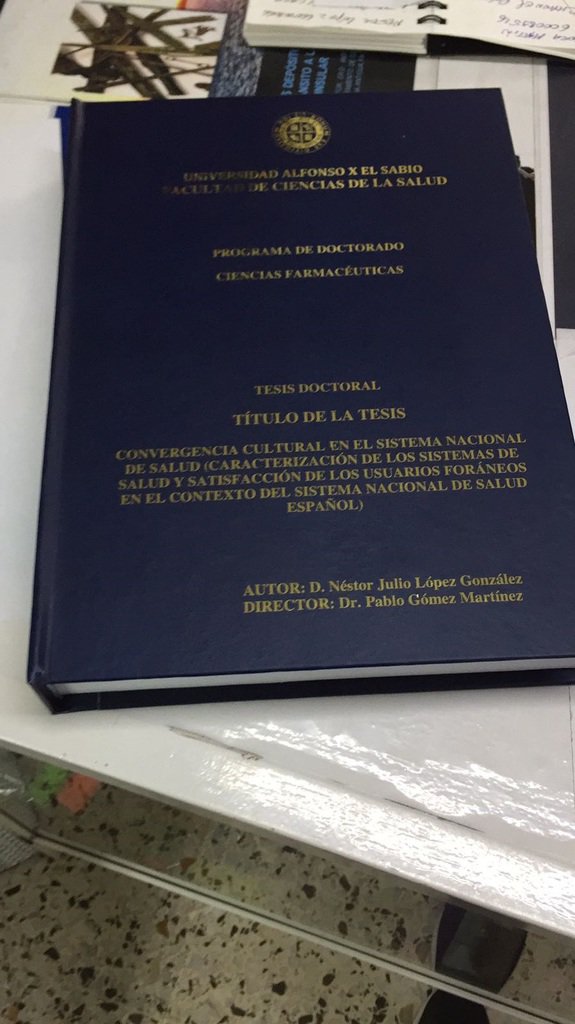 S DEPÓSIT
ÁNSITO A L
NSULAR
UNIVERSIDAD ALFONSO X EL SABIO
FACULTAD DE CIENCIAS DE LA SALUD
PROGRAMA DE DOCTORADO
CIENCIAS FARMACÉUTICAS
TESIS DOCTORAL
TÍTULO DE LA TESIS
CONVERGENCIA CULTURAL EN EL SISTEMA NACIONAL
DE SALUD (CARACTERIZACIÓN DE LOS SISTEMAS DE
SALUD Y SATISFACCIÓN DE LOS USUARIOS FORÁNEOS
EN EL CONTEXTO DEL SISTEMA NACIONAL DE SALUD
ESPAÑOL)
AUTOR: D. Néstor Julio López González
DIRECTOR: Dr. Pablo Gómez Martínez